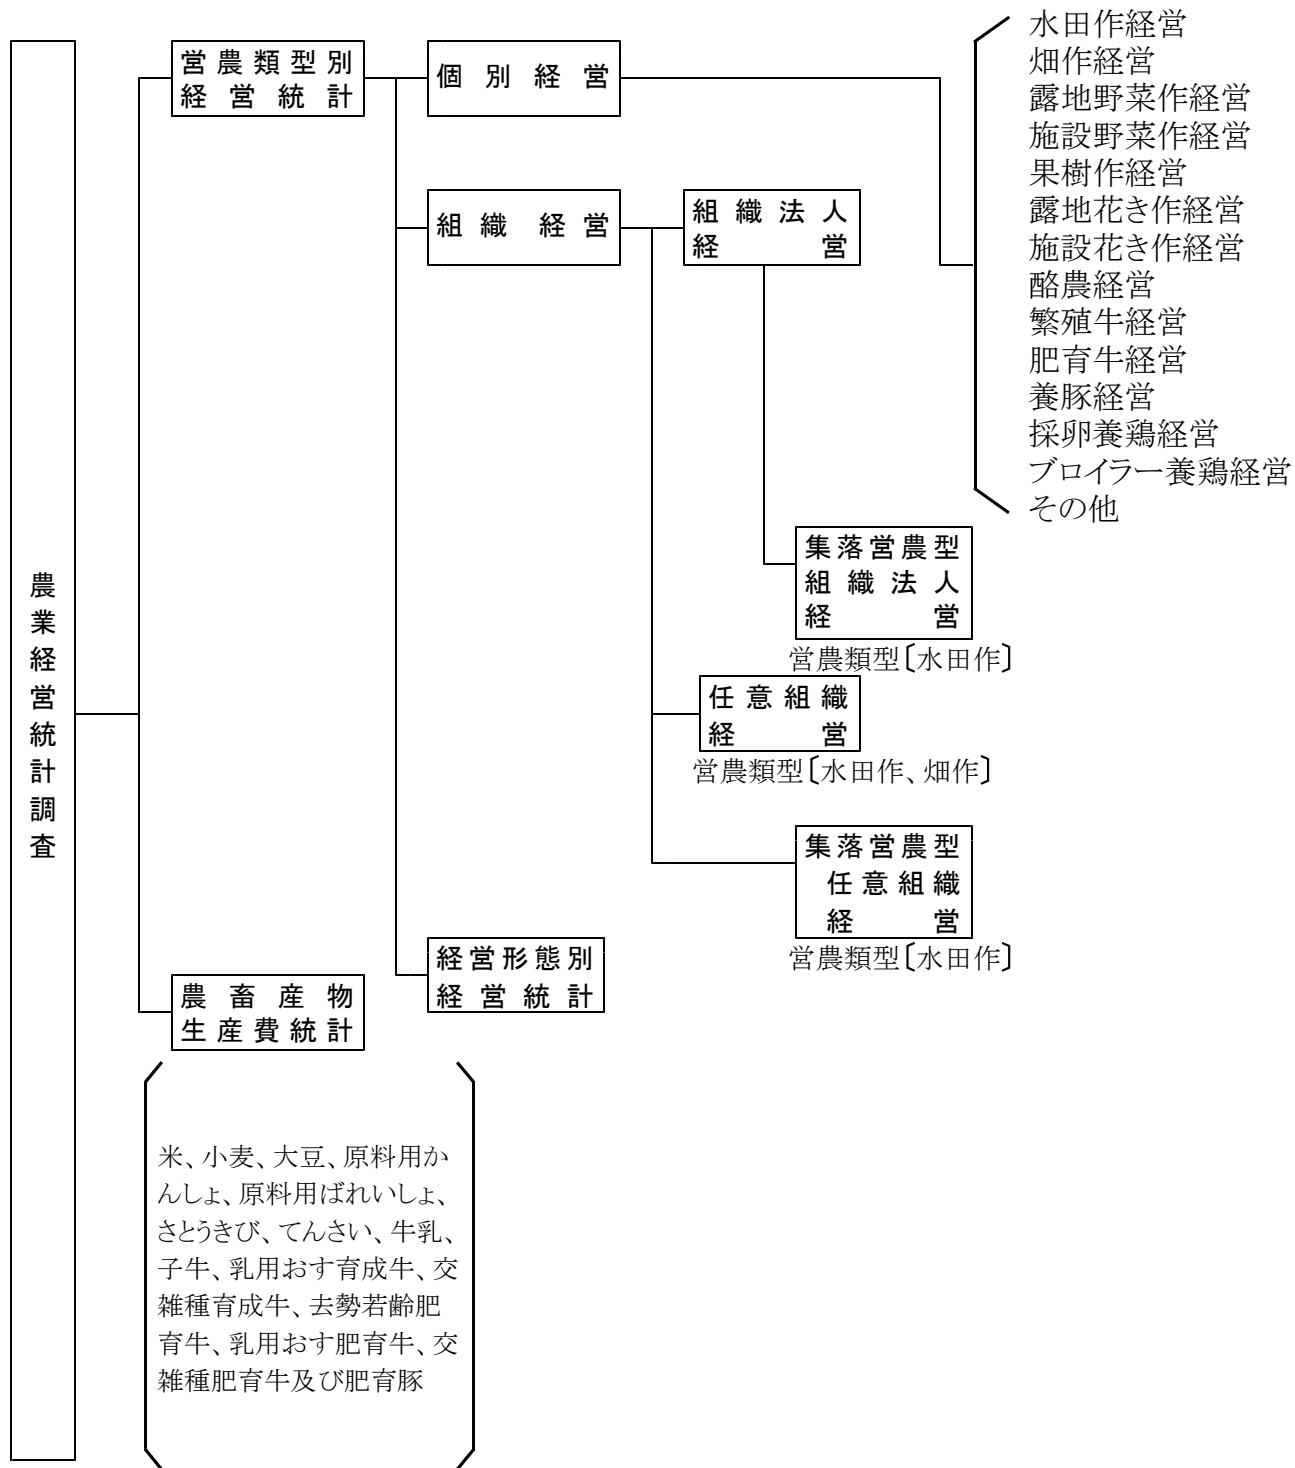 農業経営統計調査
営農類型別
経営統計
個別経営
水田作経営
畑作経営
露地野菜作経営
施設野菜作経営
果樹作経営
露地花き作経営
施設花き作経営
酪農経営
繁殖牛経営
肥育牛経営
養豚経営
採卵養鶏経営
ブロイラー養鶏経営
その他
組織経営
組織法人
経営
集落営農型
組織法人
経営
営農類型〔水田作〕
任意組織
経営
営農類型〔水田作、畑作〕
集落営農型
任意組織
経営
営農類型〔水田作〕
経営形態別
経営統計
農畜産物
生産費統計
米、小麦、大豆、原料用か
んしょ、原料用ばれいしょ、
さとうきび、てんさい、牛乳、
子牛、乳用おす育成牛、交
雑種育成牛、去勢若齢肥
育牛、乳用おす肥育牛、交
雑種肥育牛及び肥育豚